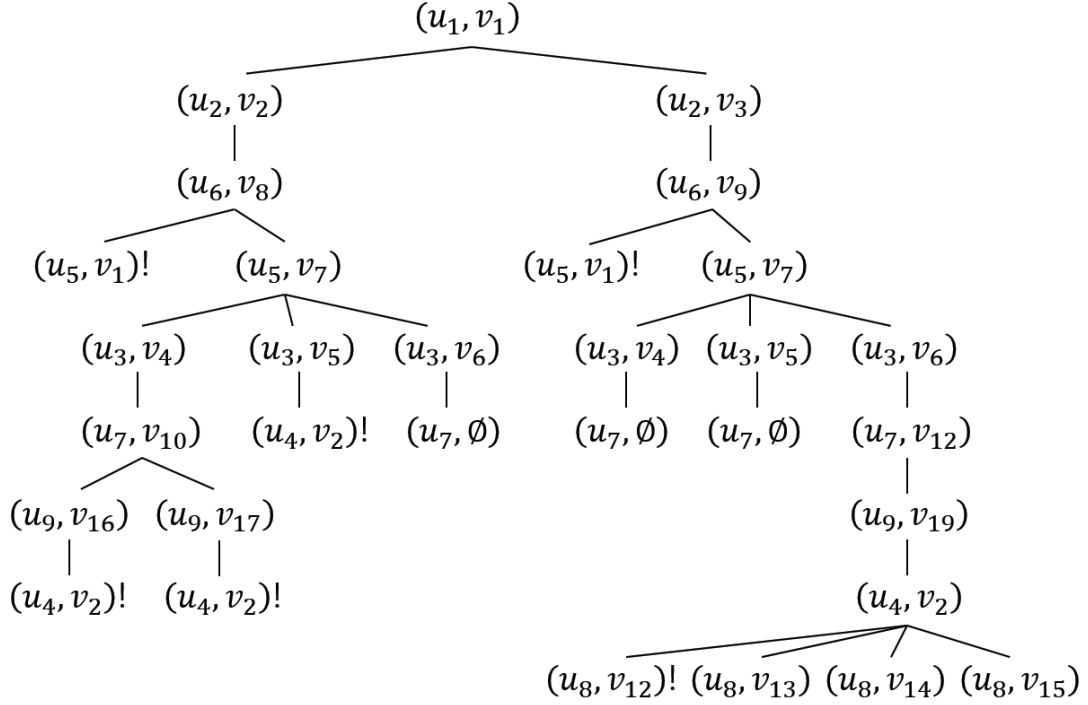 (u₁, v₁)
(u₂, v₂) (u₂, v₃)
(u₆, v₈) (u₆, v₉)
(u₅, v₁)! (u₅, v₇) (u₅, v₁)! (u₅, v₇)
(u₃, v₄) (u₃, v₅) (u₃, v₆) (u₃, v₄) (u₃, v₅) (u₃, v₆)
(u₇, v₁₀) (u₄, v₂)! (u₇, ∅) (u₇, ∅) (u₇, ∅) (u₇, v₁₂)
(u₉, v₁₆) (u₉, v₁₇) (u₉, v₁₉)
(u₄, v₂)! (u₄, v₂)! (u₄, v₂)
(u₈, v₁₂)! (u₈, v₁₃) (u₈, v₁₄) (u₈, v₁₅)